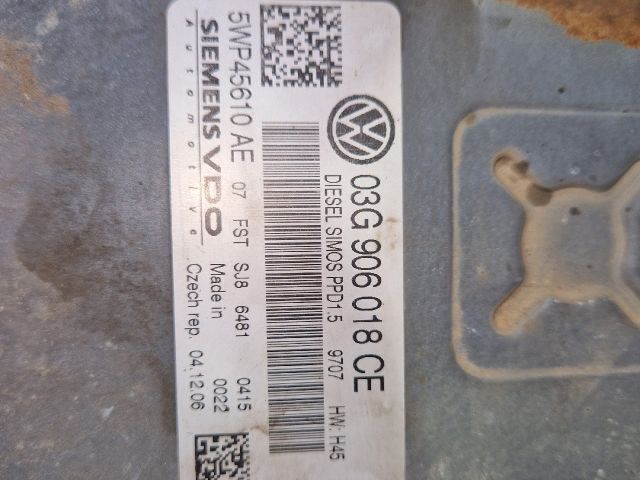 03G 906 018 CE
DIESEL SIMOS PPD1.5 9707 HW: H45
5WP45610 AE 07 FST SJ8 6481 0415
SIEMENS VDO Made in 0022
Automotive Czech rep. 04.12.06